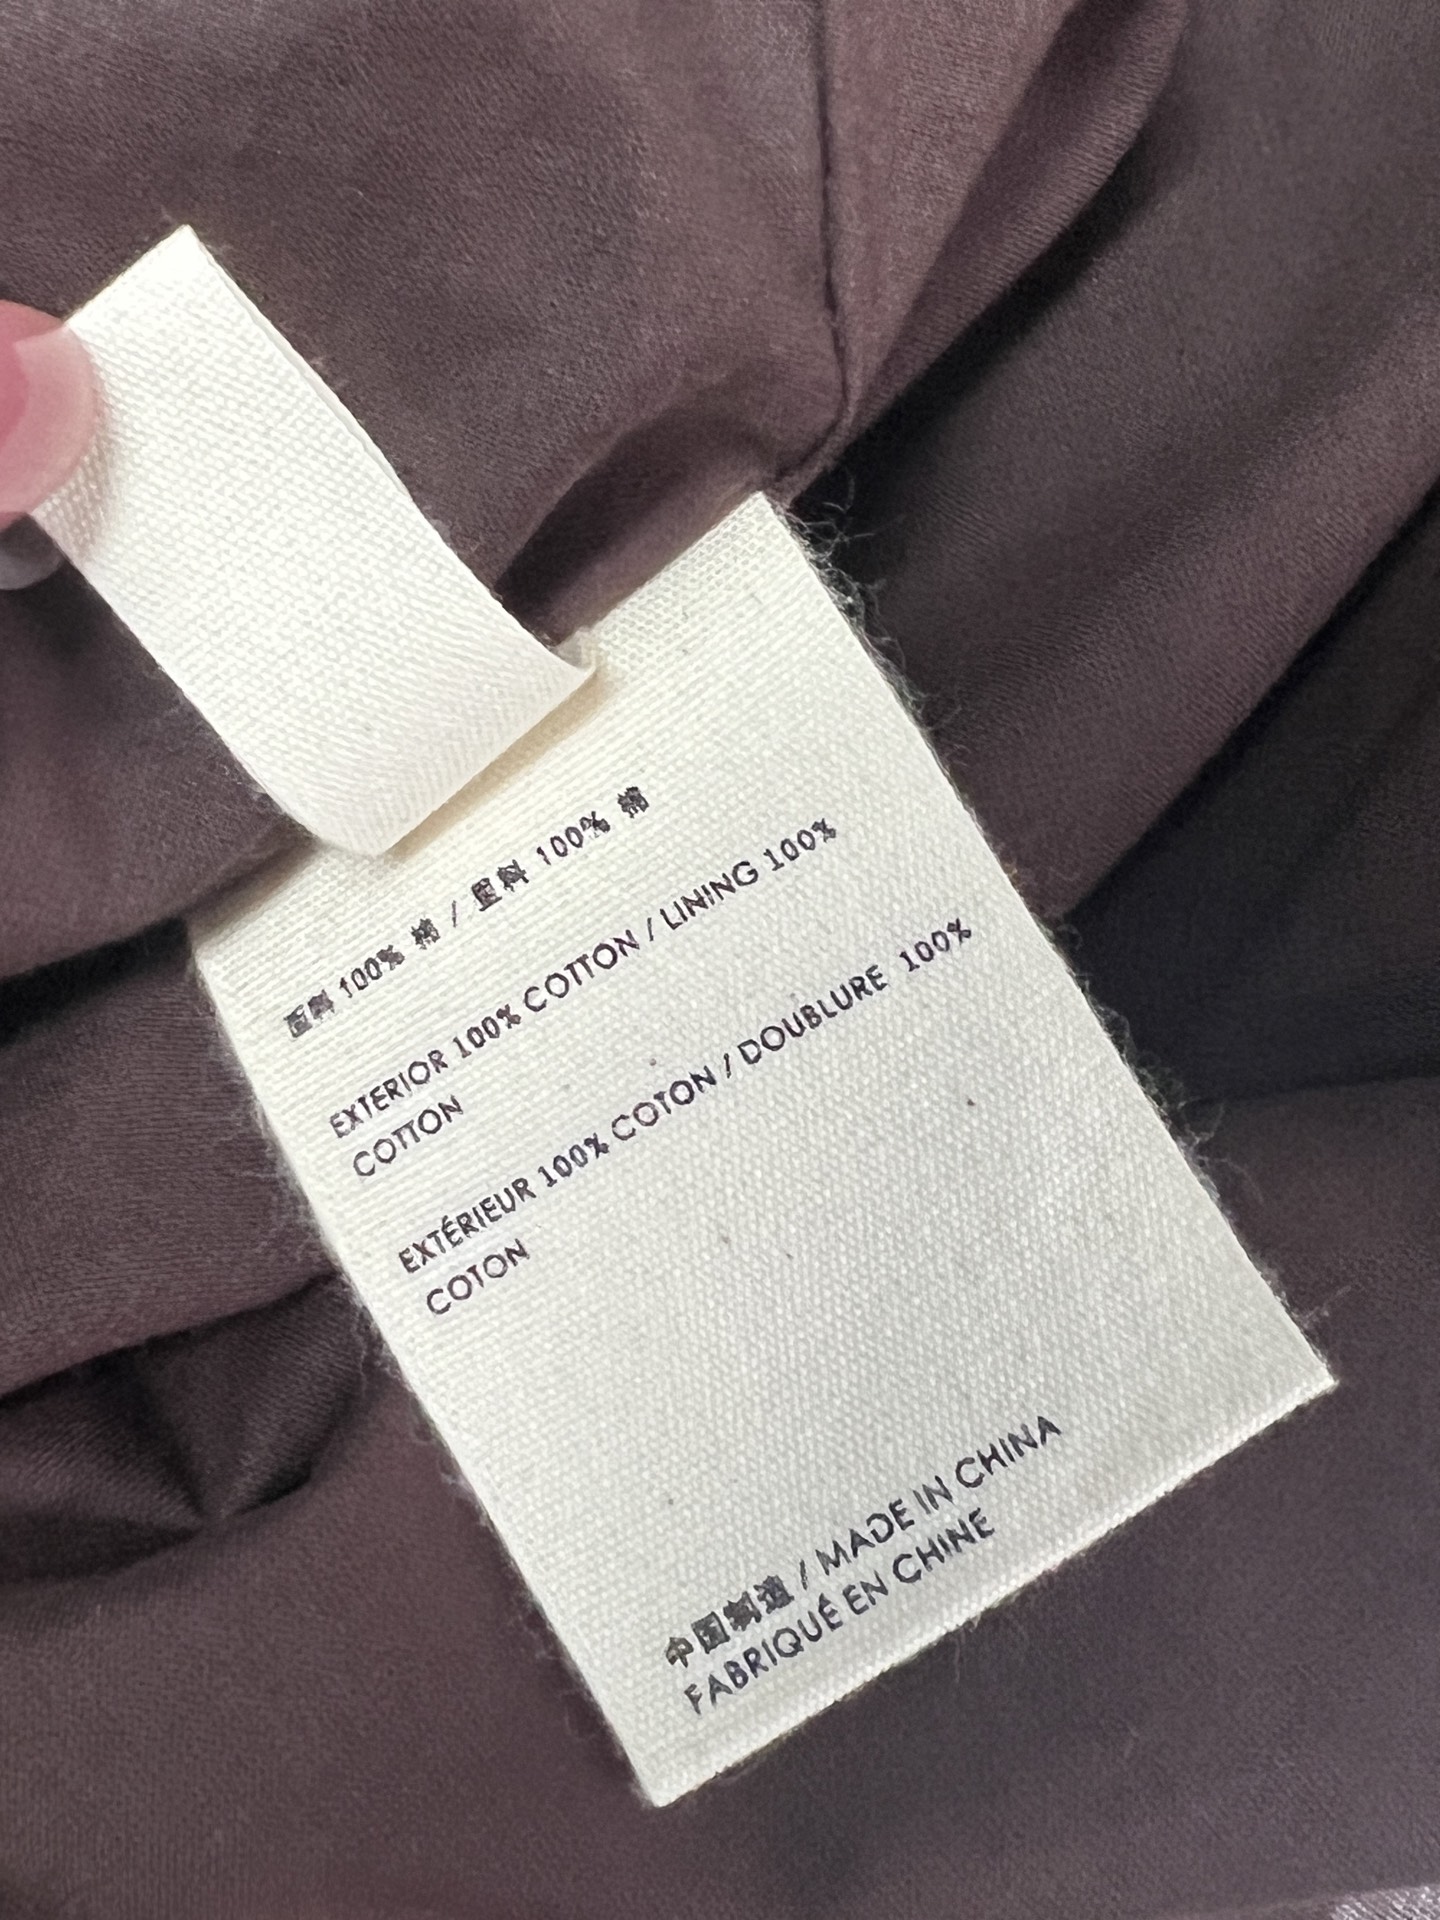 面料 100% 棉 / 里料 100% 棉
EXTERIOR 100% COTTON / LINING 100%
COTTON
EXTÉRIEUR 100% COTON / DOUBLURE 100%
COTON
中国制造 / MADE IN CHINA
FABRIQUÉ EN CHINE